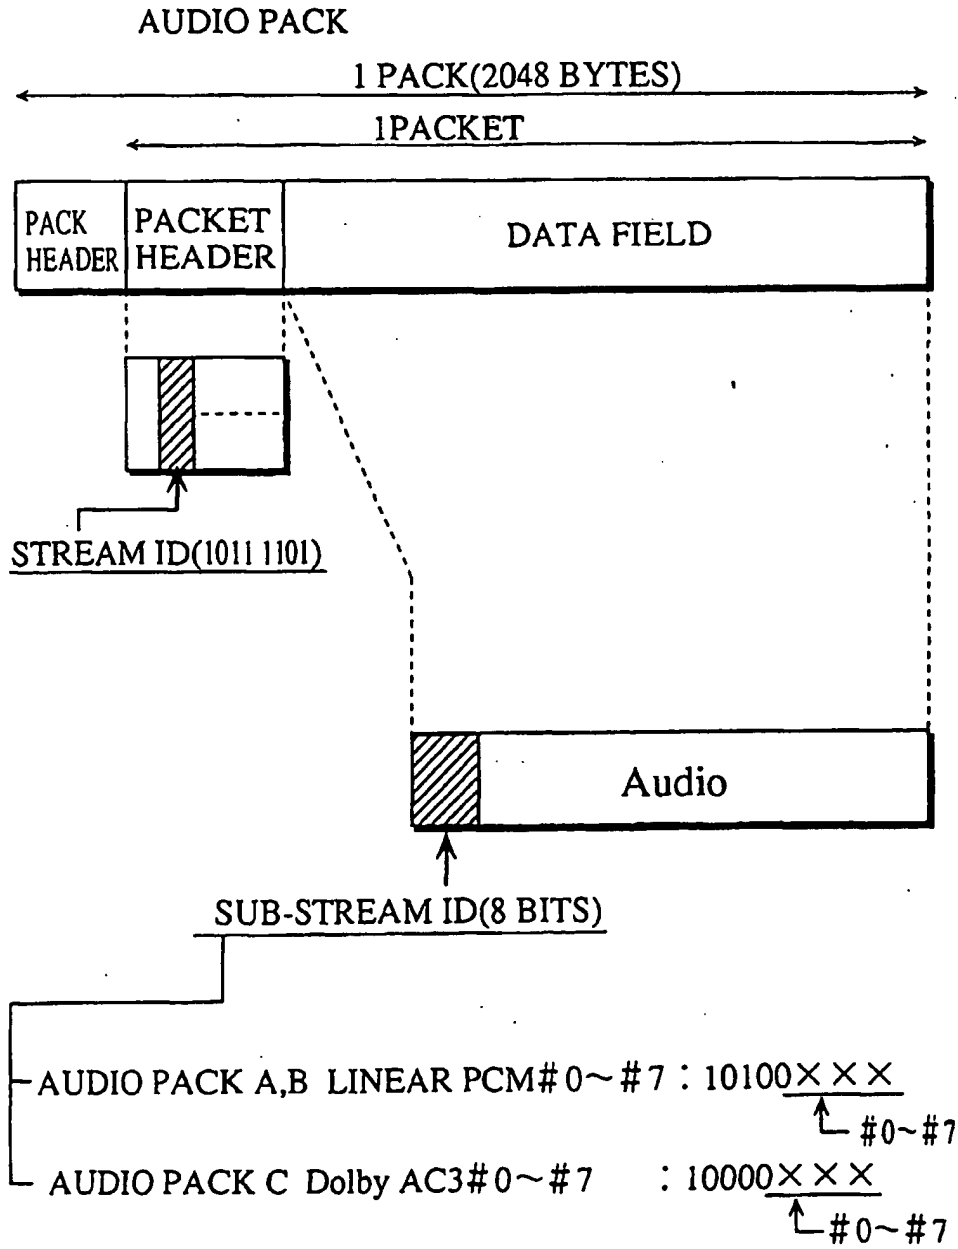 AUDIO PACK
1 PACK(2048 BYTES)
1PACKET
PACK HEADER
PACKET HEADER
DATA FIELD
STREAM ID(1011 1101)
Audio
SUB-STREAM ID(8 BITS)
AUDIO PACK A,B LINEAR PCM#0~#7 : 10100×××
#0~#7
AUDIO PACK C Dolby AC3#0~#7 : 10000×××
#0~#7